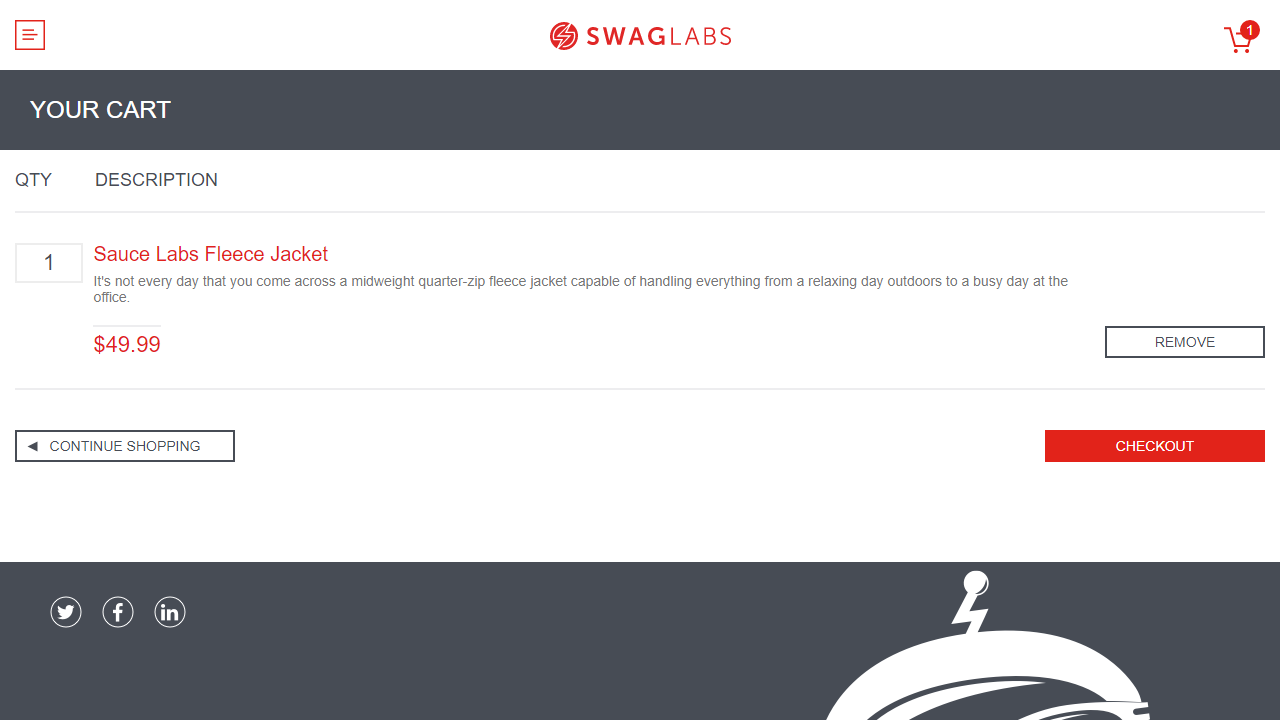 SWAGLABS
1
YOUR CART
QTY DESCRIPTION
1
Sauce Labs Fleece Jacket
It's not every day that you come across a midweight quarter-zip fleece jacket capable of handling everything from a relaxing day outdoors to a busy day at the
office.
$49.99
REMOVE
CONTINUE SHOPPING
CHECKOUT